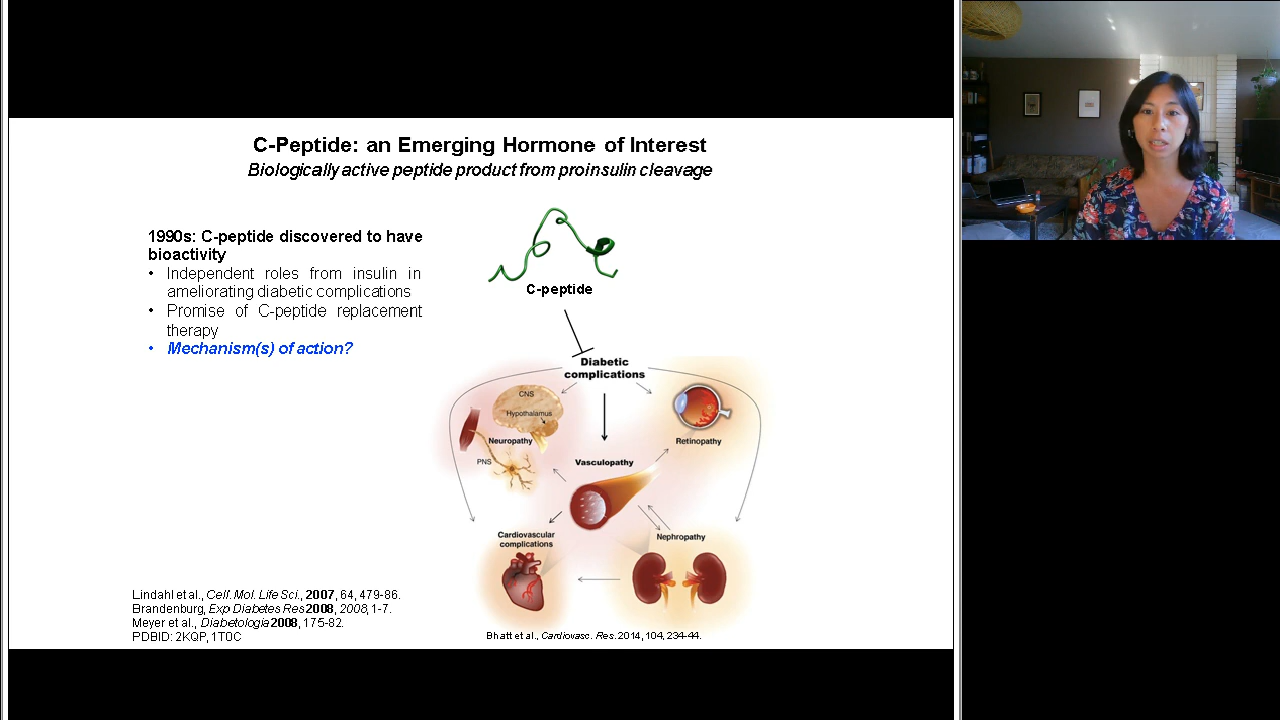 C-Peptide: an Emerging Hormone of Interest
Biologically active peptide product from proinsulin cleavage
1990s: C-peptide discovered to have
bioactivity
• Independent roles from insulin in
ameliorating diabetic complications
• Promise of C-peptide replacement
therapy
• Mechanism(s) of action?
C-peptide
Diabetic
complications
CNS
Hypothalamus
Neuropathy
PNS
Retinopathy
Vasculopathy
Cardiovascular
complications
Nephropathy
Lindahl et al., Cell. Mol. Life Sci., 2007, 64, 479-86.
Brandenburg, Exp Diabetes Res 2008, 2008, 1-7.
Meyer et al., Diabetologia 2008, 175-82.
PDBID: 2KQP, 1T0C
Bhatt et al., Cardiovasc. Res. 2014, 104, 234-44.